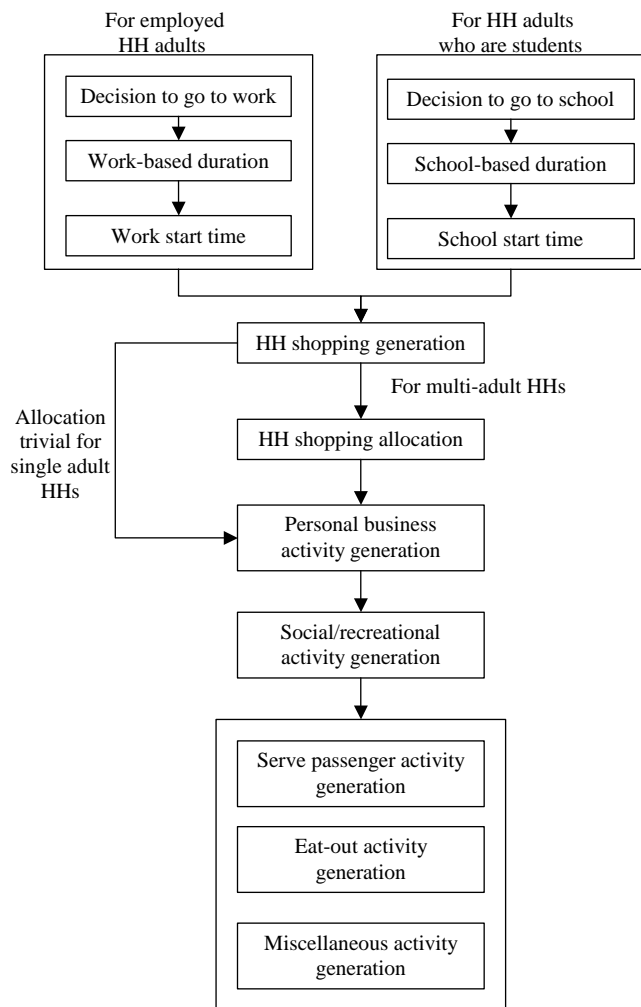 For employed
HH adults
Decision to go to work
Work-based duration
Work start time
For HH adults
who are students
Decision to go to school
School-based duration
School start time
HH shopping generation
For multi-adult HHs
Allocation
trivial for
single adult
HHs
HH shopping allocation
Personal business
activity generation
Social/recreational
activity generation
Serve passenger activity
generation
Eat-out activity
generation
Miscellaneous activity
generation